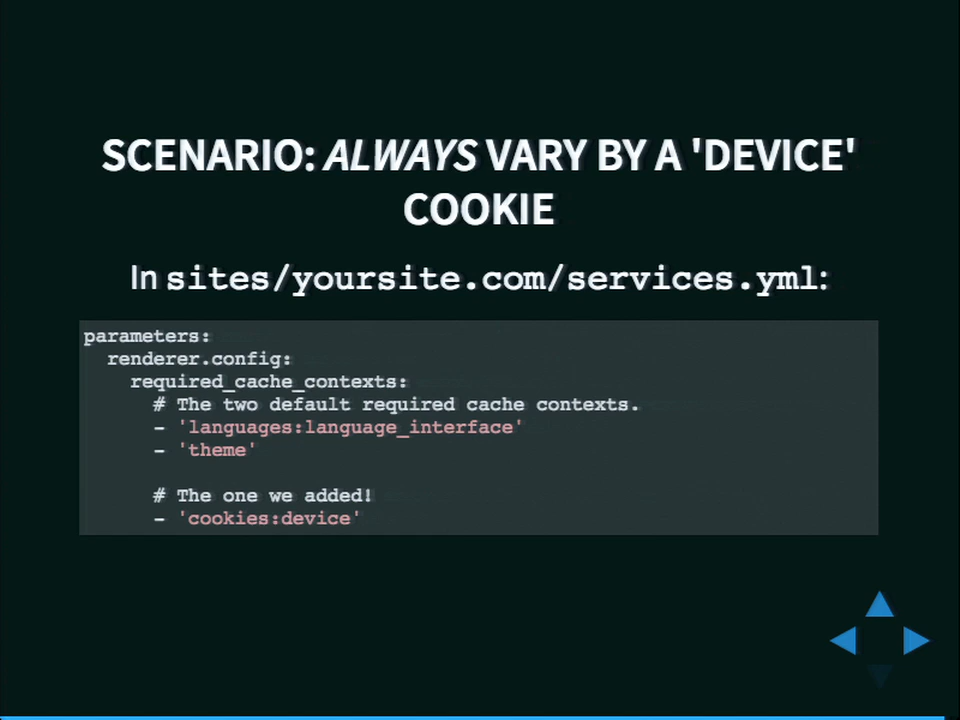 SCENARIO: ALWAYS VARY BY A 'DEVICE'
COOKIE
In sites/yoursite.com/services.yml:
parameters:
  renderer.config:
    required_cache_contexts:
      # The two default required cache contexts.
      - 'languages:language_interface'
      - 'theme'
      # The one we added!
      - 'cookies:device'